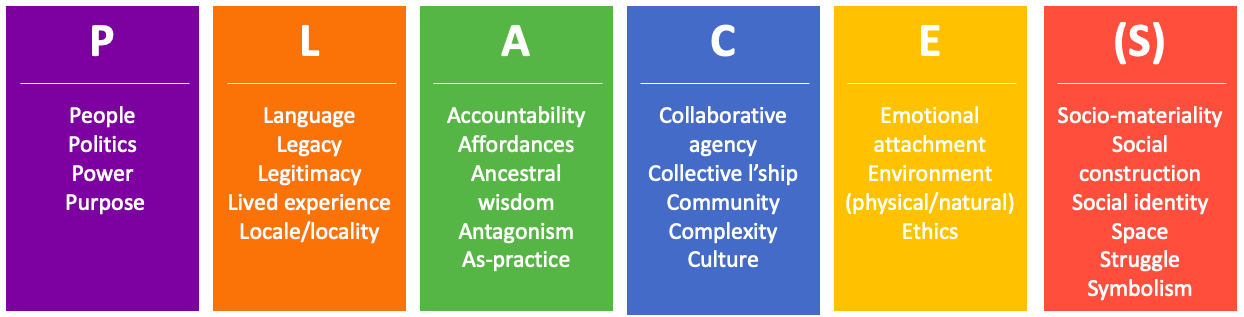 P
People
Politics
Power
Purpose
L
Language
Legacy
Legitimacy
Lived experience
Locale/locality
A
Accountability
Affordances
Ancestral
wisdom
Antagonism
As-practice
C
Collaborative
agency
Collective l’ship
Community
Complexity
Culture
E
Emotional
attachment
Environment
(physical/natural)
Ethics
(S)
Socio-materiality
Social
construction
Social identity
Space
Struggle
Symbolism